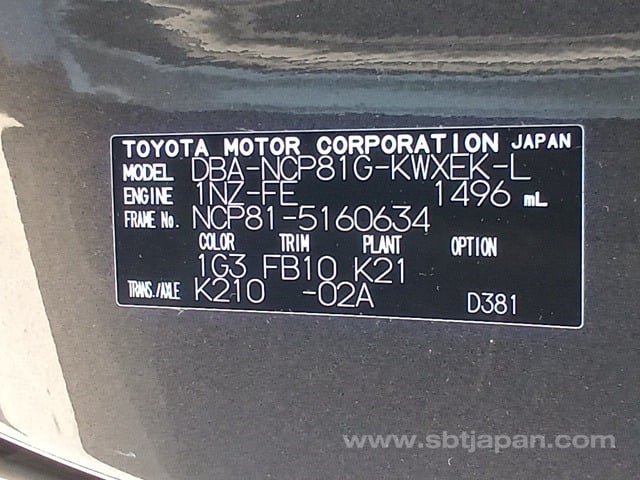 TOYOTA MOTOR CORPORATION JAPAN
MODEL DBA-NCP81G-KWXEK-L
ENGINE 1NZ-FE 1496 mL
FRAME No. NCP81-5160634
COLOR TRIM PLANT OPTION
1G3 FB10 K21
TRANS./AXLE K210 -02A D381
www.sbtjapan.com